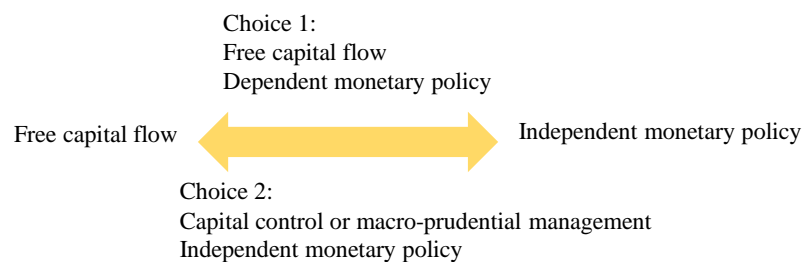 Choice 1:
Free capital flow
Dependent monetary policy
Free capital flow
Independent monetary policy
Choice 2:
Capital control or macro-prudential management
Independent monetary policy